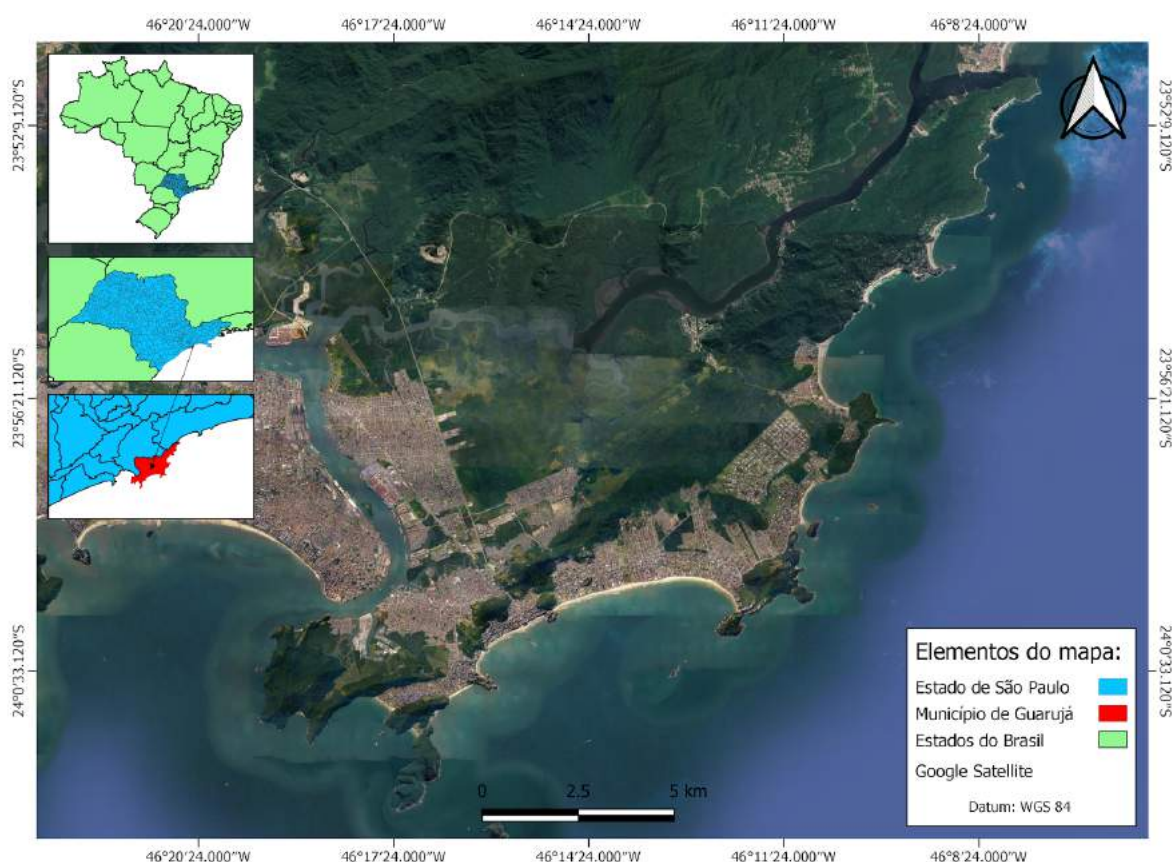 46°20'24.000"W 46°17'24.000"W 46°14'24.000"W 46°11'24.000"W 46°8'24.000"W
23°52'9.120"S 23°52'9.120"S
23°56'21.120"S 23°56'21.120"S
24°0'33.120"S 24°0'33.120"S
Elementos do mapa:
Estado de São Paulo
Município de Guarujá
Estados do Brasil
Google Satellite
Datum: WGS 84
0 2.5 5 km
46°20'24.000"W 46°17'24.000"W 46°14'24.000"W 46°11'24.000"W 46°8'24.000"W